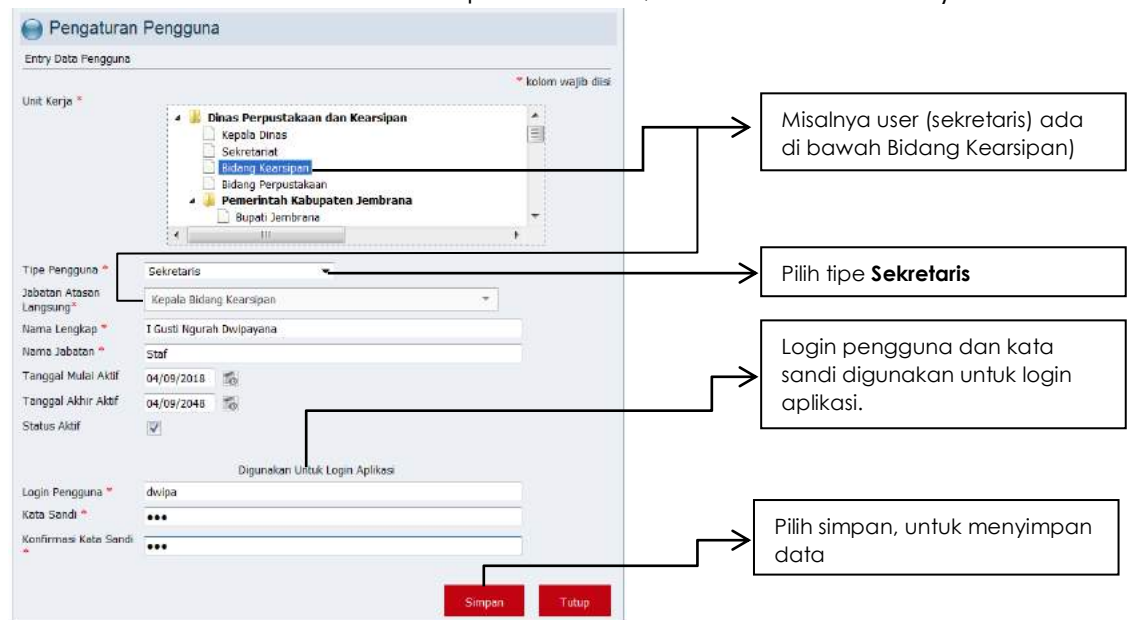 Pengaturan Pengguna
Entry Data Pengguna
* kolom wajib diisi
Unit Kerja *
Dinas Perpustakaan dan Kearsipan
Kepala Dinas
Sekretariat
Bidang Kearsipan
Bidang Perpustakaan
Pemerintah Kabupaten Jembrana
Bupati Jembrana
Tipe Pengguna *
Sekretaris
Jabatan Atasan
Langsung*
Kepala Bidang Kearsipan
Nama Lengkap *
I Gusti Ngurah Dwipayana
Nama Jabatan *
Staf
Tanggal Mulai Aktif
04/09/2018
Tanggal Akhir Aktif
04/09/2048
Status Aktif
Digunakan Untuk Login Aplikasi
Login Pengguna *
dwipa
Kata Sandi *
●●●
Konfirmasi Kata Sandi
*
●●●
Simpan
Tutup
Misalnya user (sekretaris) ada
di bawah Bidang Kearsipan)
Pilih tipe Sekretaris
Login pengguna dan kata
sandi digunakan untuk login
aplikasi.
Pilih simpan, untuk menyimpan
data